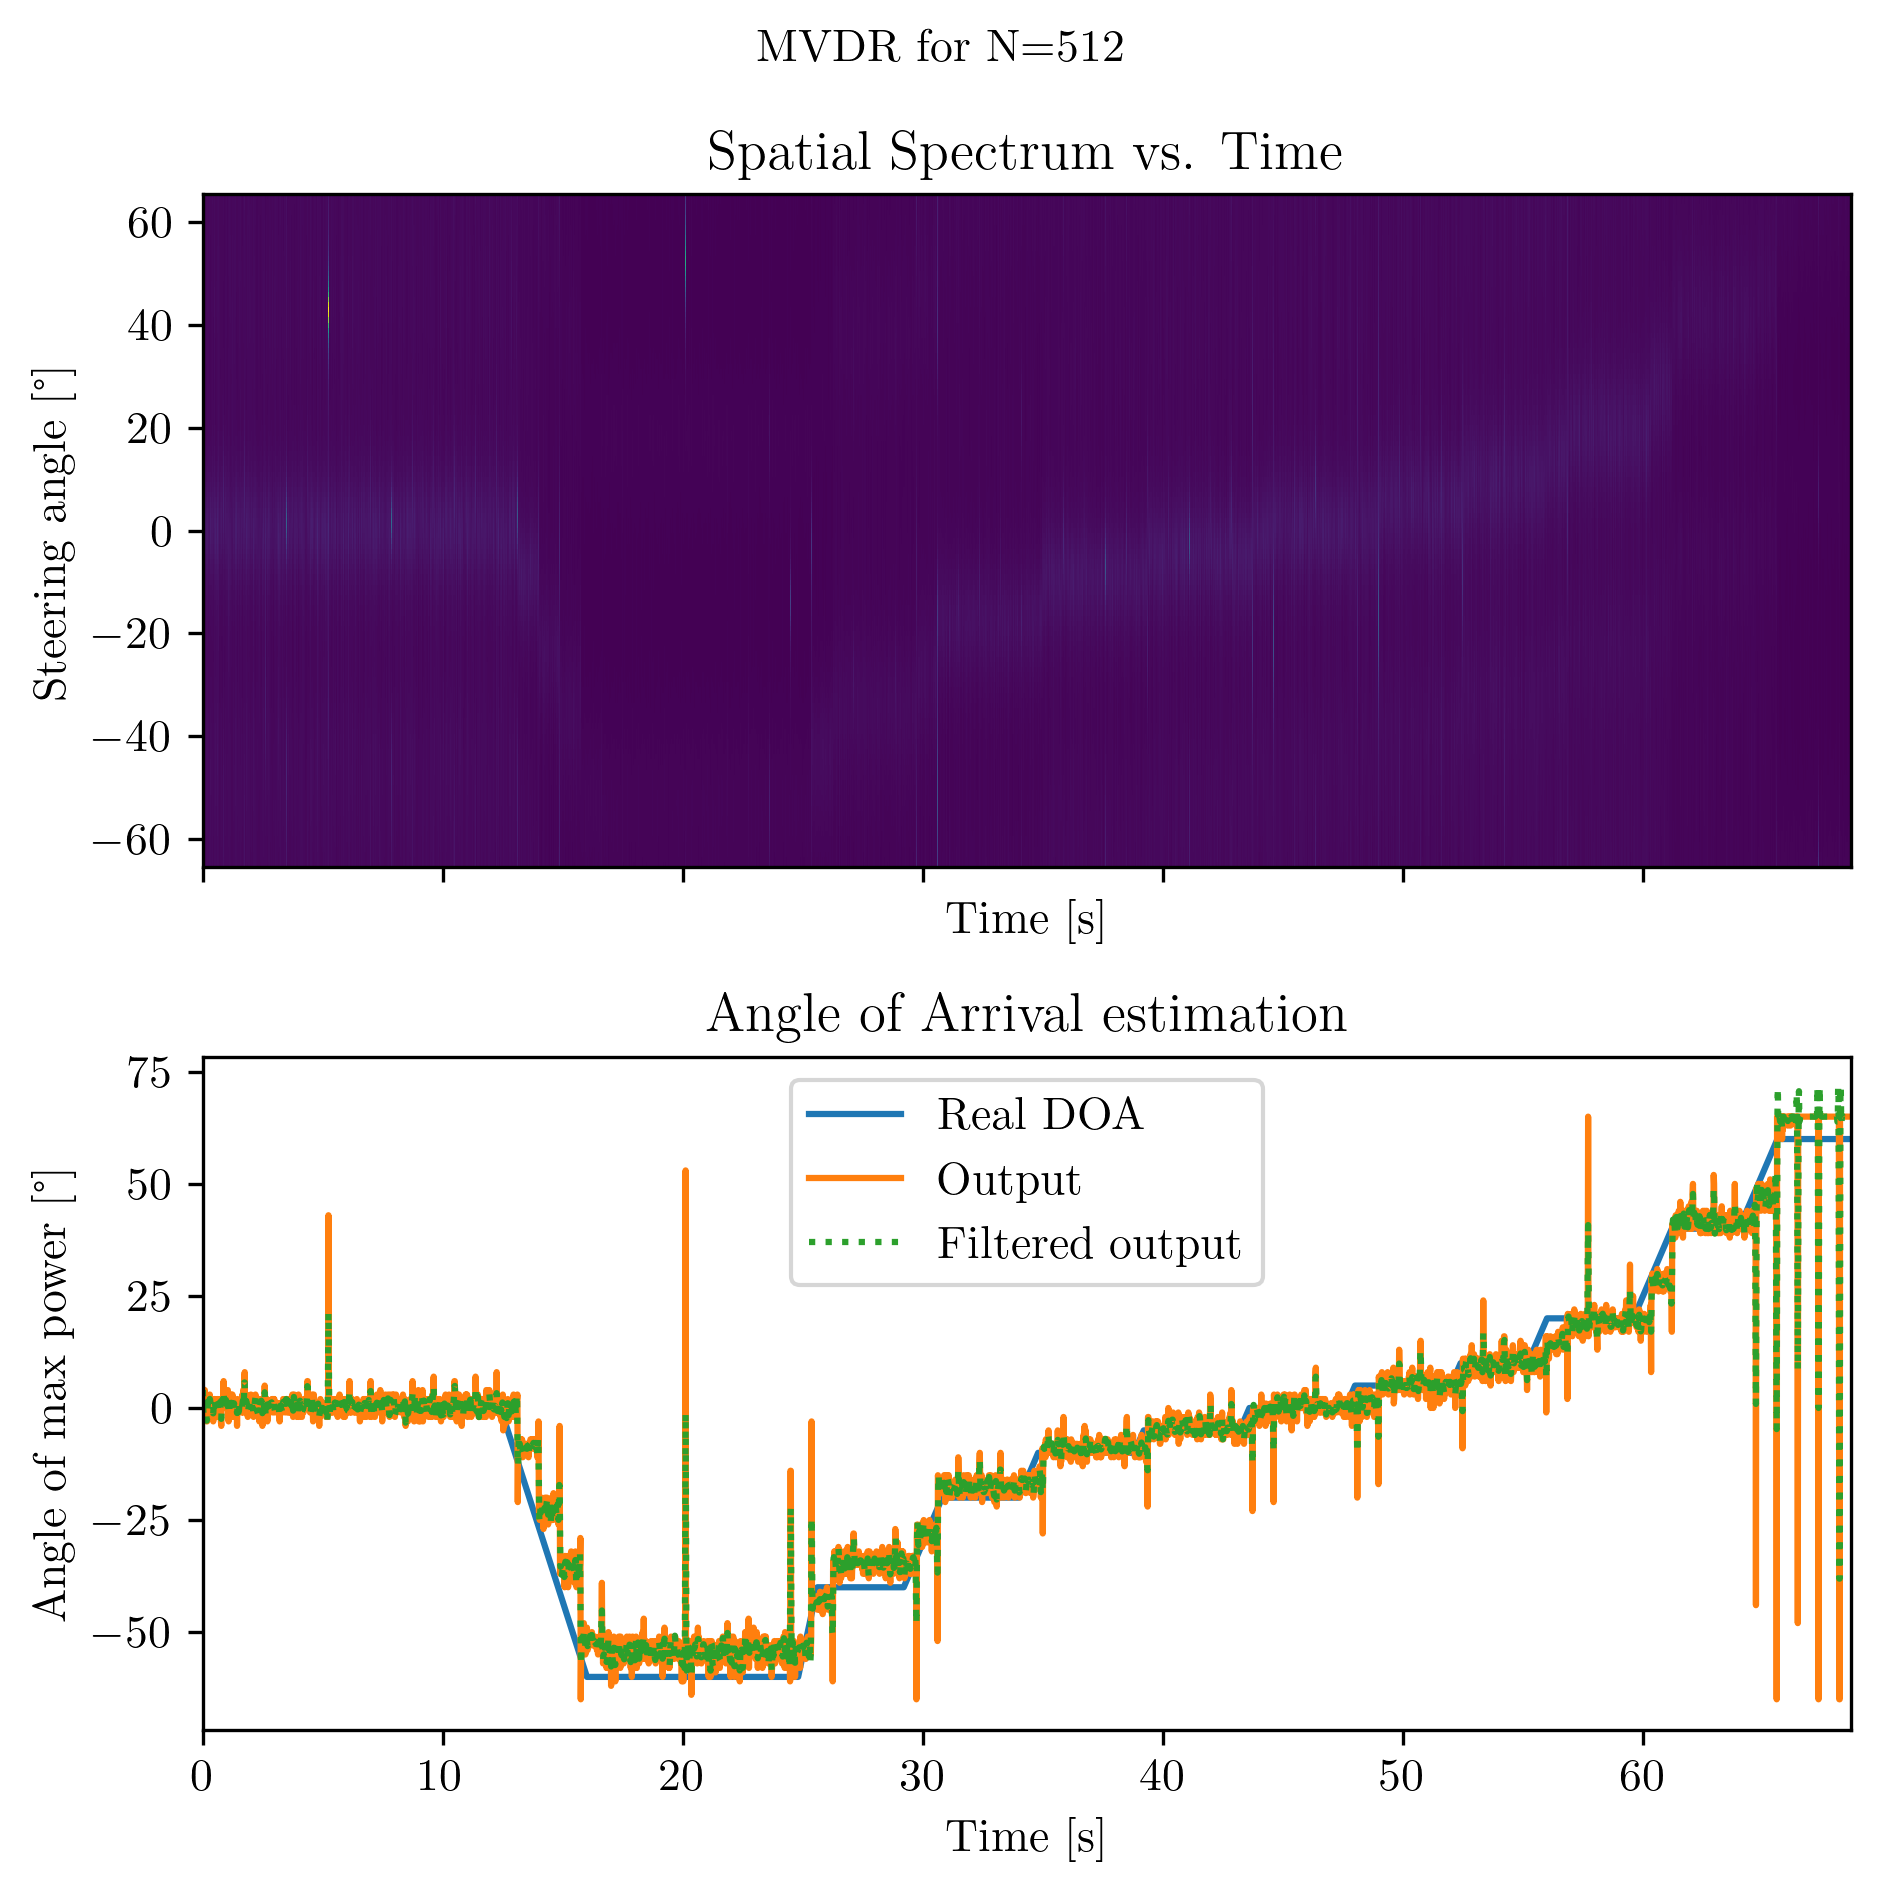 MVDR for N=512
Spatial Spectrum vs. Time
60
40
20
0
−20
−40
−60
Steering angle [°]
Time [s]
Angle of Arrival estimation
75
50
25
0
−25
−50
Angle of max power [°]
Real DOA
Output
Filtered output
0 10 20 30 40 50 60
Time [s]